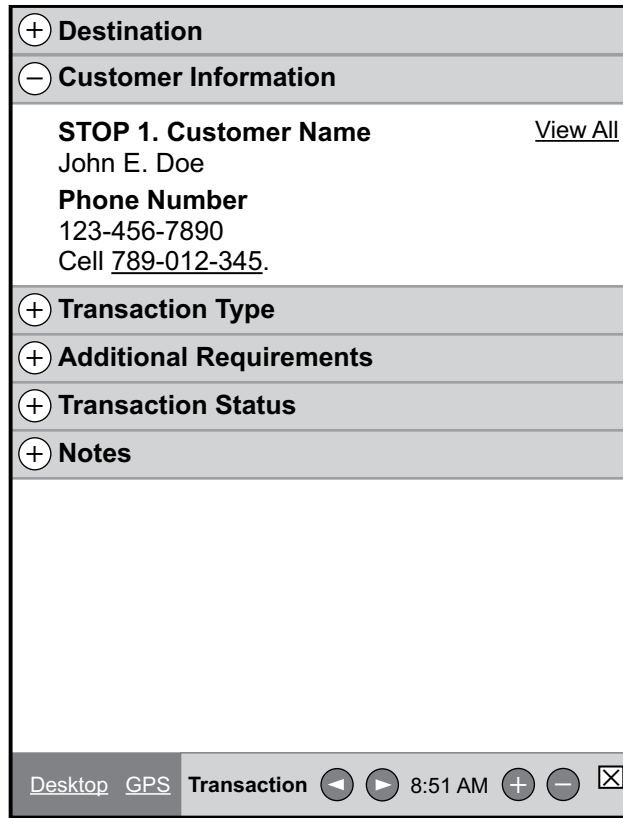 Destination
Customer Information
STOP 1. Customer Name View All
John E. Doe
Phone Number
123-456-7890
Cell 789-012-345.
Transaction Type
Additional Requirements
Transaction Status
Notes
Desktop GPS Transaction 8:51 AM